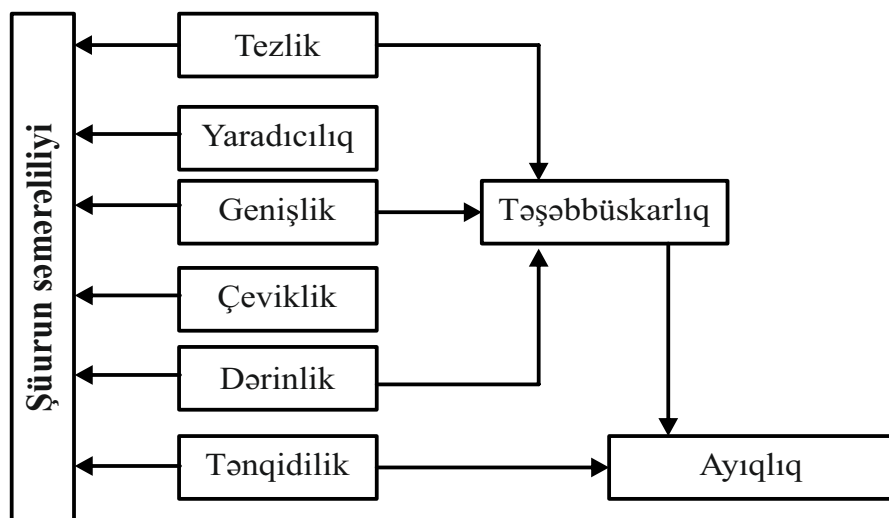 Şüurun səmərəliliyi
Tezlik
Yaradıcılıq
Genişlik
Təşəbbüskarlıq
Çeviklik
Dərinlik
Tənqidilik
Ayıqlıq